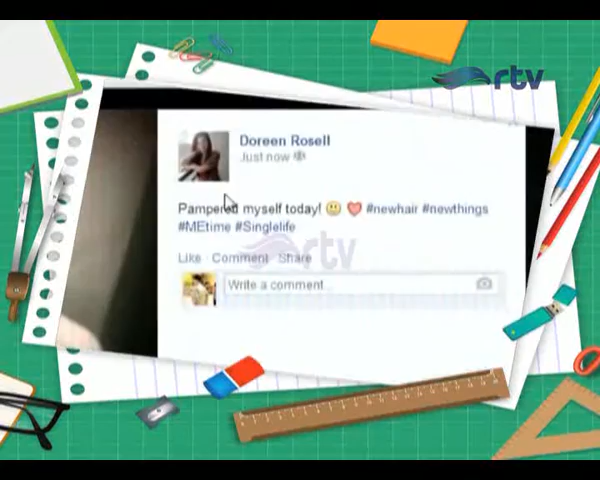 rtv
Doreen Rosell
Just now
Pampered myself today! 🙂 ❤ #newhair #newthings
#MEtime #Singlelife
rtv
Like Comment Share
Write a comment...